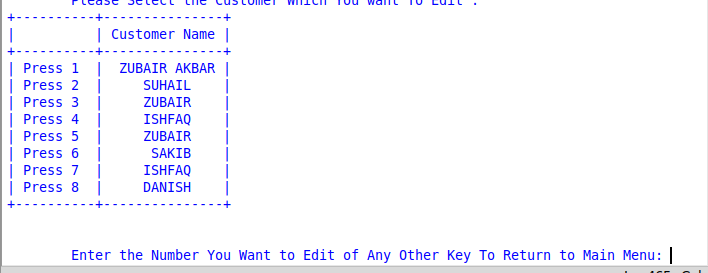 Please Select the Customer Which You want To Edit :
+----------+---------------+
|          | Customer Name |
+----------+---------------+
| Press 1  |  ZUBAIR AKBAR |
| Press 2  |     SUHAIL    |
| Press 3  |     ZUBAIR    |
| Press 4  |     ISHFAQ    |
| Press 5  |     ZUBAIR    |
| Press 6  |      SAKIB    |
| Press 7  |     ISHFAQ    |
| Press 8  |     DANISH    |
+----------+---------------+
Enter the Number You Want to Edit of Any Other Key To Return to Main Menu: